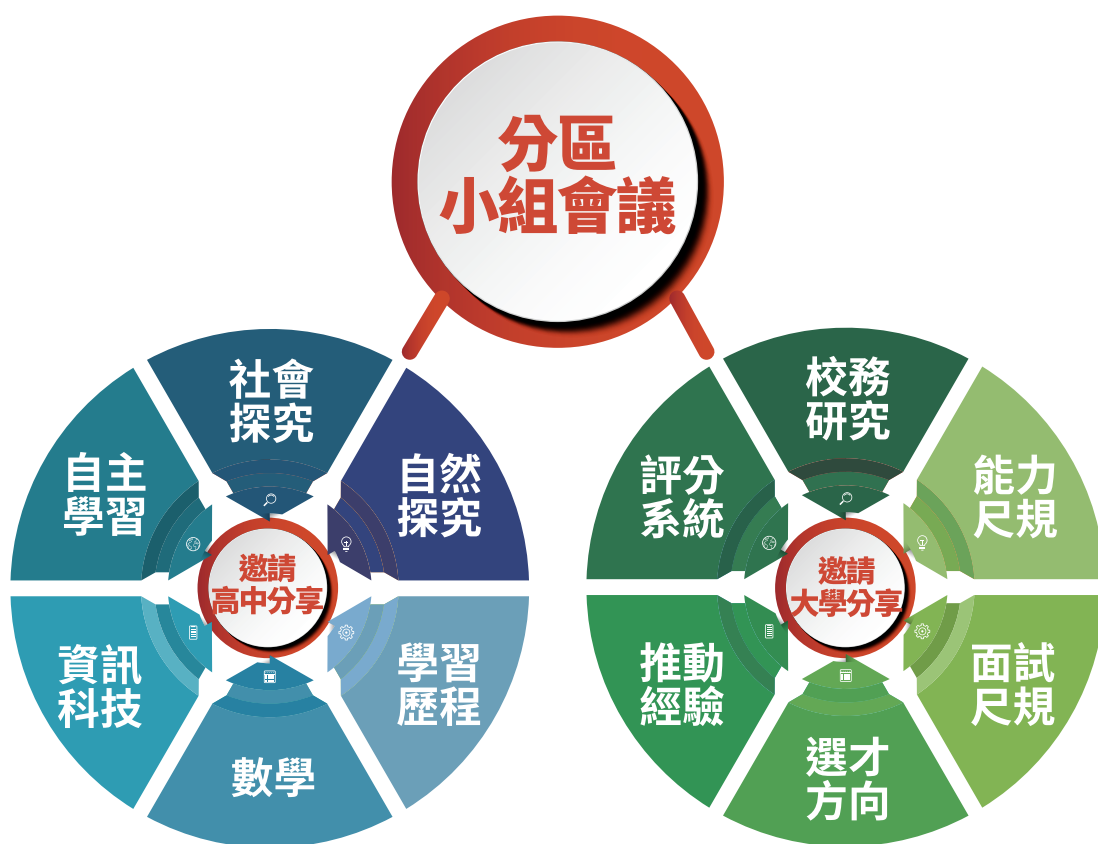 分區
小組會議
社會
探究
自然
探究
學習
歷程
數學
資訊
科技
自主
學習
邀請
高中分享
校務
研究
能力
尺規
面試
尺規
選才
方向
推動
經驗
評分
系統
邀請
大學分享